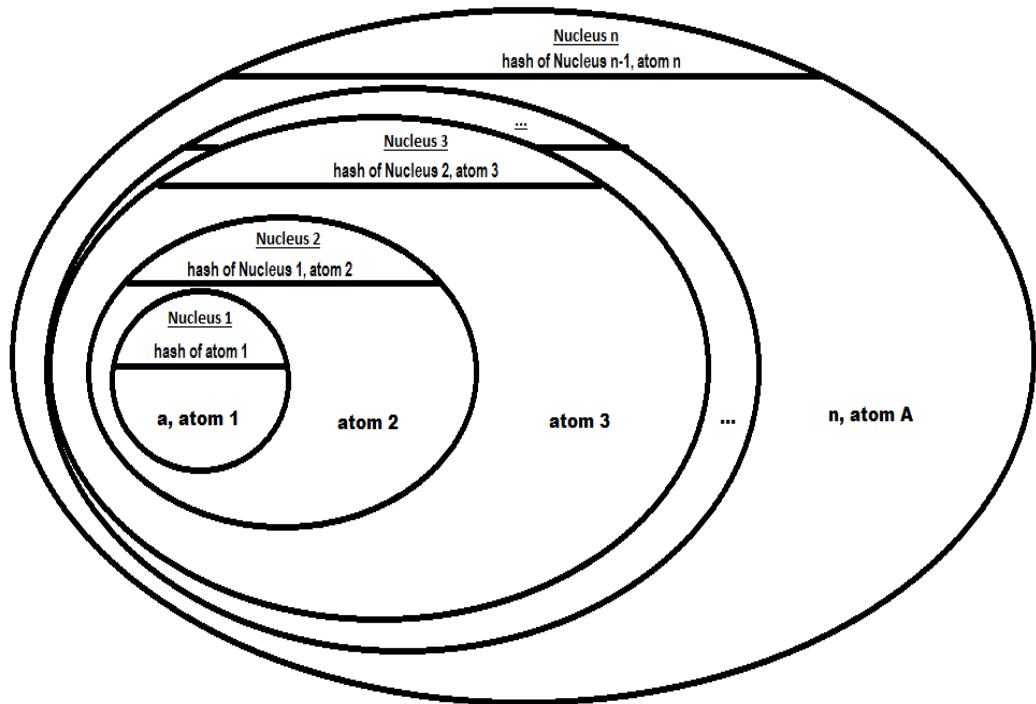 Nucleus n
hash of Nucleus n-1, atom n
...
Nucleus 3
hash of Nucleus 2, atom 3
Nucleus 2
hash of Nucleus 1, atom 2
Nucleus 1
hash of atom 1
a, atom 1
atom 2
atom 3
...
n, atom A